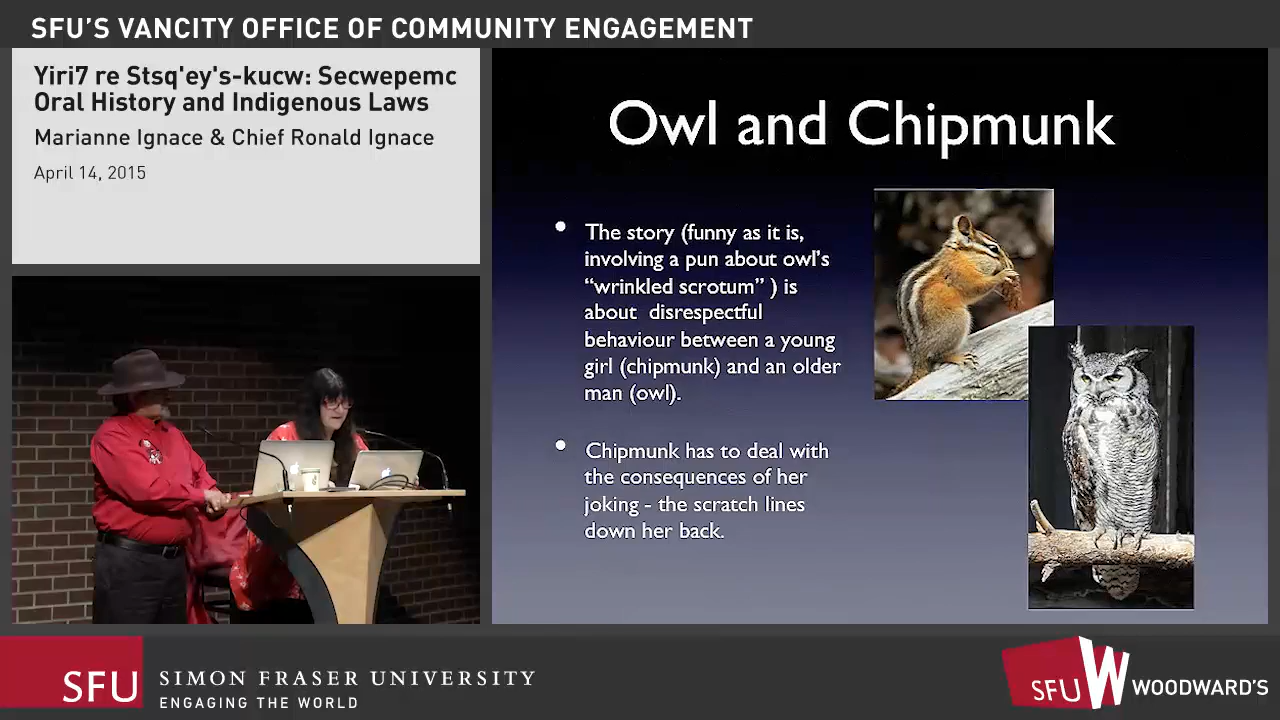 SFU'S VANCITY OFFICE OF COMMUNITY ENGAGEMENT
Yiri7 re Stsq'ey's-kucw: Secwepemc
Oral History and Indigenous Laws
Marianne Ignace & Chief Ronald Ignace
April 14, 2015
Owl and Chipmunk
• The story (funny as it is,
involving a pun about owl's
“wrinkled scrotum” ) is
about disrespectful
behaviour between a young
girl (chipmunk) and an older
man (owl).
• Chipmunk has to deal with
the consequences of her
joking - the scratch lines
down her back.
SFU
SIMON FRASER UNIVERSITY
ENGAGING THE WORLD
SFU W WOODWARD'S